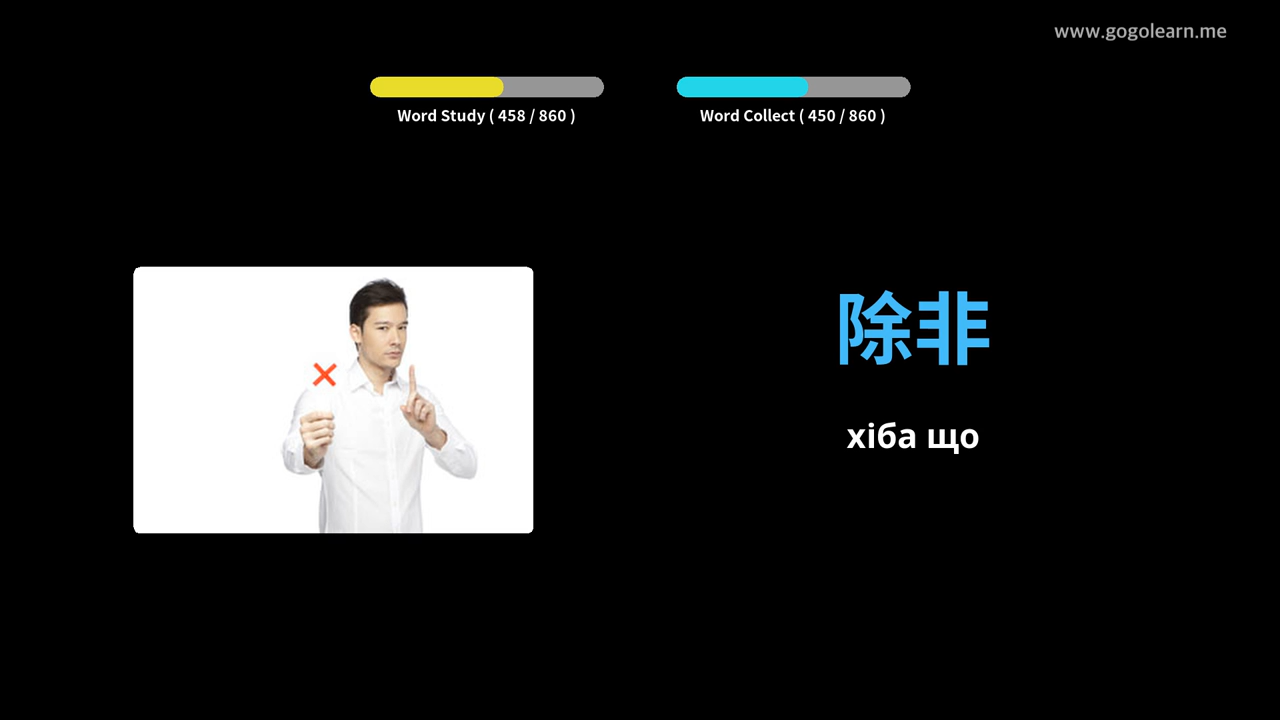 www.gogolearn.me
Word Study ( 458 / 860 )
Word Collect ( 450 / 860 )
除非
хіба що